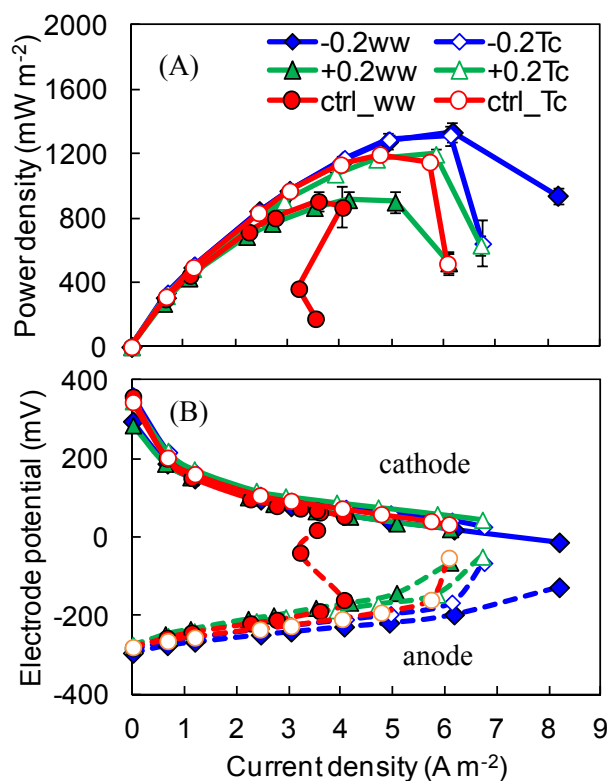 2000
1600
1200
800
400
0
Power density (mW m-2)
(A)
-0.2ww -0.2Tc
+0.2ww +0.2Tc
ctrl_ww ctrl_Tc
400
200
0
-200
-400
Electrode potential (mV)
(B)
cathode
anode
0 1 2 3 4 5 6 7 8 9
Current density (A m-2)